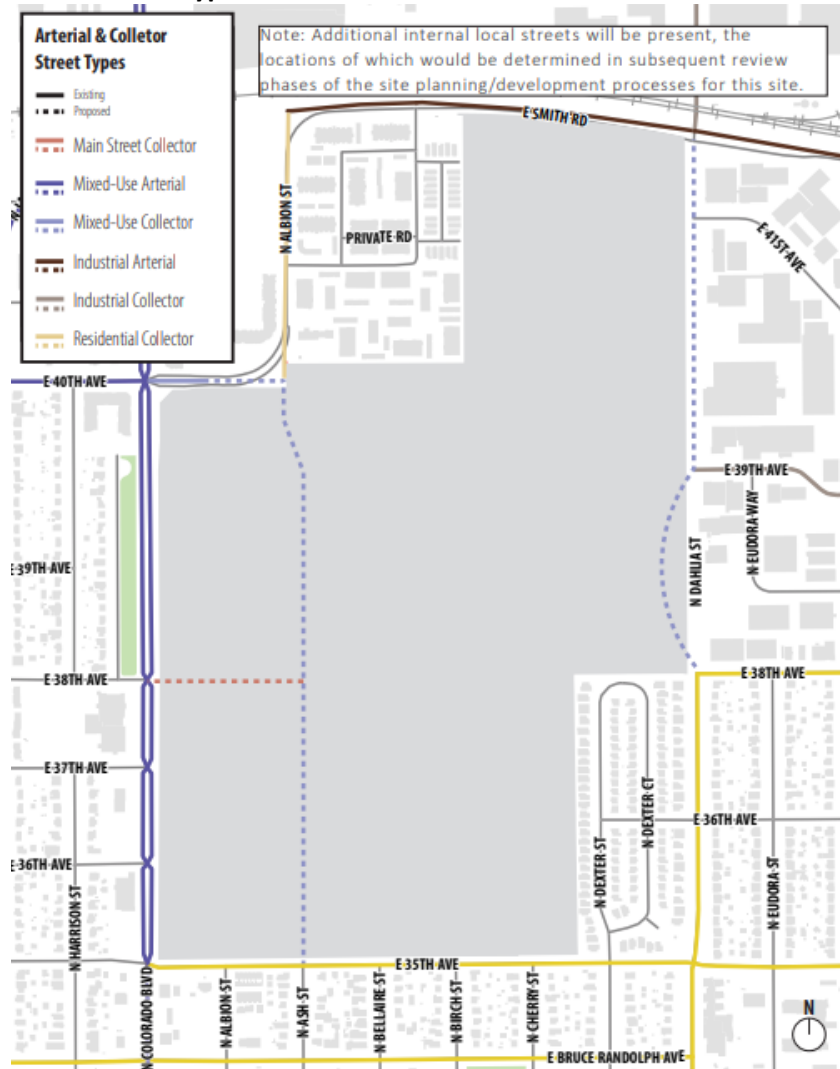 Arterial & Colletor
Street Types
Existing
Proposed
Main Street Collector
Mixed-Use Arterial
Mixed-Use Collector
Industrial Arterial
Industrial Collector
Residential Collector
Note: Additional internal local streets will be present, the
locations of which would be determined in subsequent review
phases of the site planning/development processes for this site.
E SMITH RD
N ALBION ST
PRIVATE RD
E 41ST AVE
E 40TH AVE
E 39TH AVE
N EUDORA WAY
N DAHLIA ST
E 39TH AVE
E 38TH AVE
E 38TH AVE
E 37TH AVE
N DEXTER CT
E 36TH AVE
E 36TH AVE
N DEXTER ST
N EUDORA ST
N HARRISON ST
E 35TH AVE
N COLORADO BLVD
N ALBION ST
N ASH ST
N BELLAIRE ST
N BIRCH ST
N CHERRY ST
N
E BRUCE RANDOLPH AVE